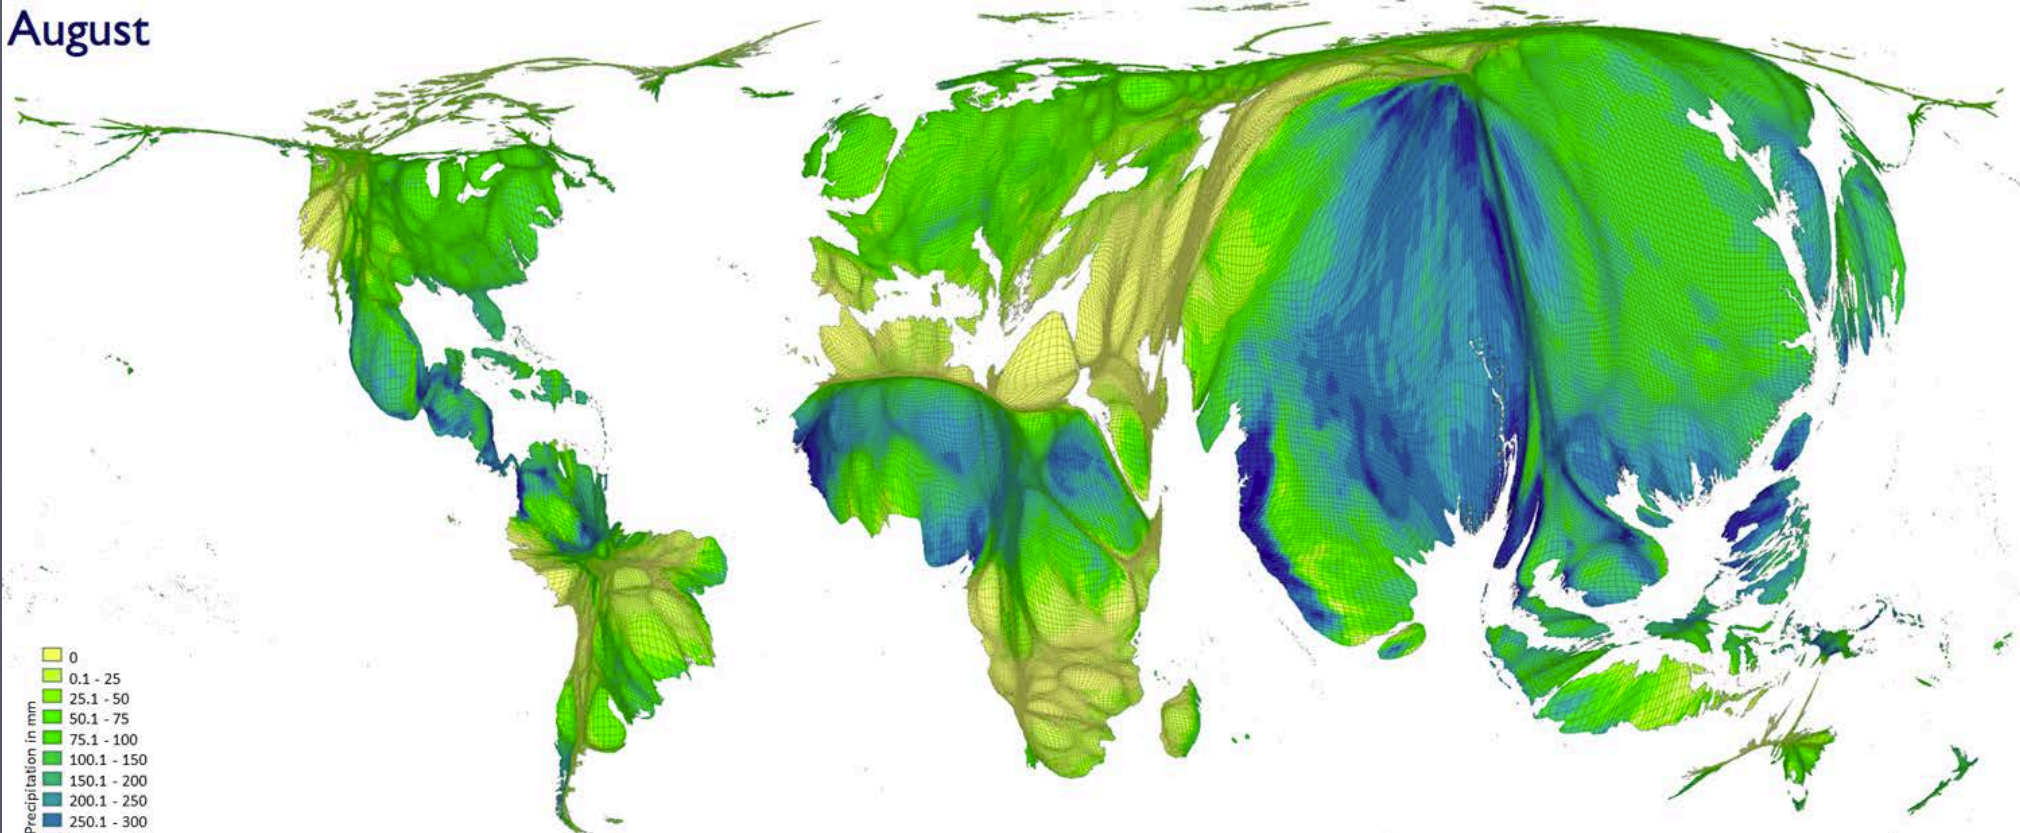 August
Precipitation in mm
0
0.1 - 25
25.1 - 50
50.1 - 75
75.1 - 100
100.1 - 150
150.1 - 200
200.1 - 250
250.1 - 300